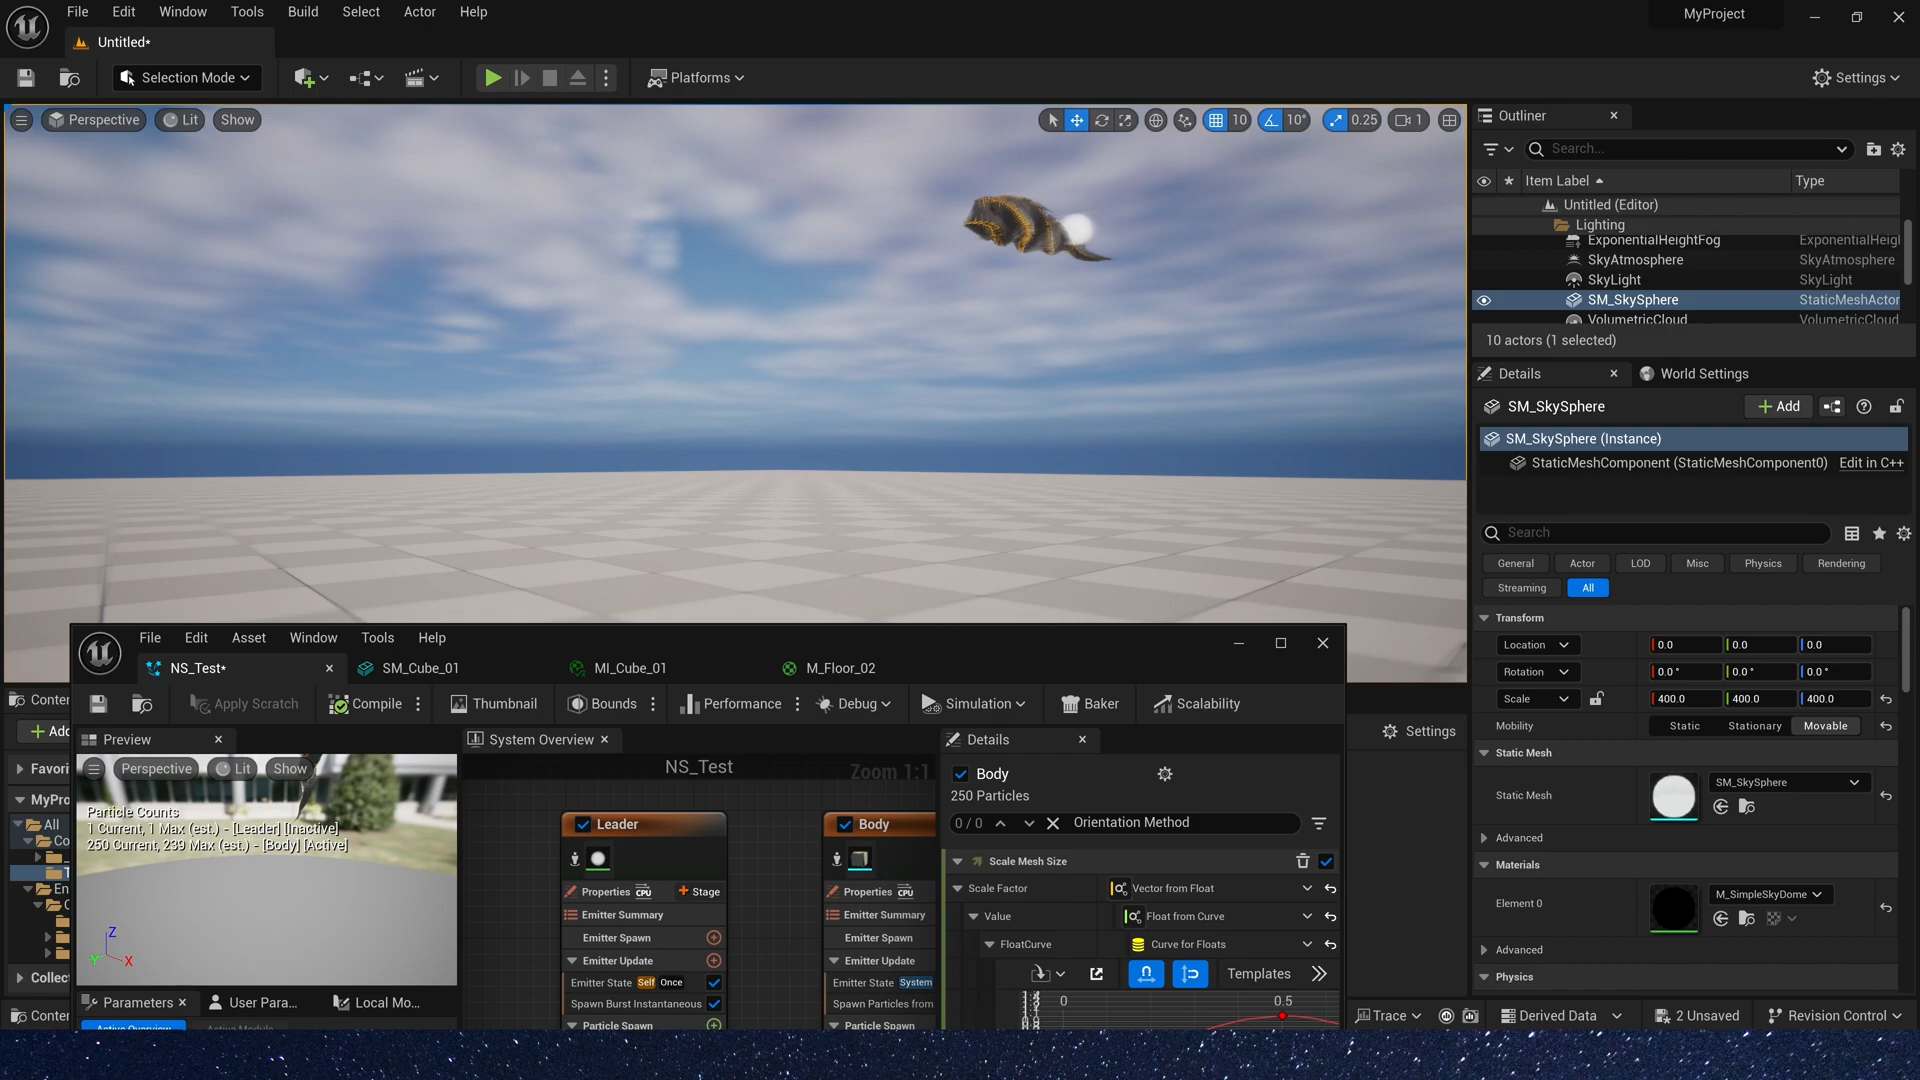 File Edit Window Tools Build Select Actor Help
MyProject
Untitled*
Selection Mode
Platforms
Settings
Perspective Lit Show
10 10° 0.25 1
Outliner
Search...
Item Label Type
Untitled (Editor)
Lighting
ExponentialHeightFog ExponentialHeigl
SkyAtmosphere SkyAtmosphere
SkyLight SkyLight
SM_SkySphere StaticMeshActor
VolumetricCloud VolumetricCloud
10 actors (1 selected)
Details World Settings
SM_SkySphere Add
SM_SkySphere (Instance)
StaticMeshComponent (StaticMeshComponent0) Edit in C++
Search
General Actor LOD Misc Physics Rendering
Streaming All
Transform
Location 0.0 0.0 0.0
Rotation 0.0° 0.0° 0.0°
Scale 400.0 400.0 400.0
Mobility Static Stationary Movable
Static Mesh
Static Mesh SM_SkySphere
Advanced
Materials
Element 0 M_SimpleSkyDome
Advanced
Physics
File Edit Asset Window Tools Help
NS_Test* SM_Cube_01 MI_Cube_01 M_Floor_02
Apply Scratch Compile Thumbnail Bounds Performance Debug Simulation Baker Scalability
Conten
Add
Settings
Favori
MyPro
All
Co
T
En
C
Collec
Conter
Preview
Perspective Lit Show
Particle Counts
1 Current, 1 Max (est.) - [Leader] [Inactive]
250 Current, 239 Max (est.) - [Body] [Active]
Z
Y X
Parameters User Para... Local Mo...
Active Overview Active Module
System Overview
NS_Test
Zoom 1:1
Leader
Properties CPU Stage
Emitter Summary
Emitter Spawn
Emitter Update
Emitter State Self Once
Spawn Burst Instantaneous
Particle Spawn
Body
Properties CPU
Emitter Summary
Emitter Spawn
Emitter Update
Emitter State System
Spawn Particles from
Particle Spawn
Details
Body
250 Particles
0 / 0 Orientation Method
Scale Mesh Size
Scale Factor Vector from Float
Value Float from Curve
FloatCurve Curve for Floats
Templates
0 0.5
Trace Derived Data 2 Unsaved Revision Control